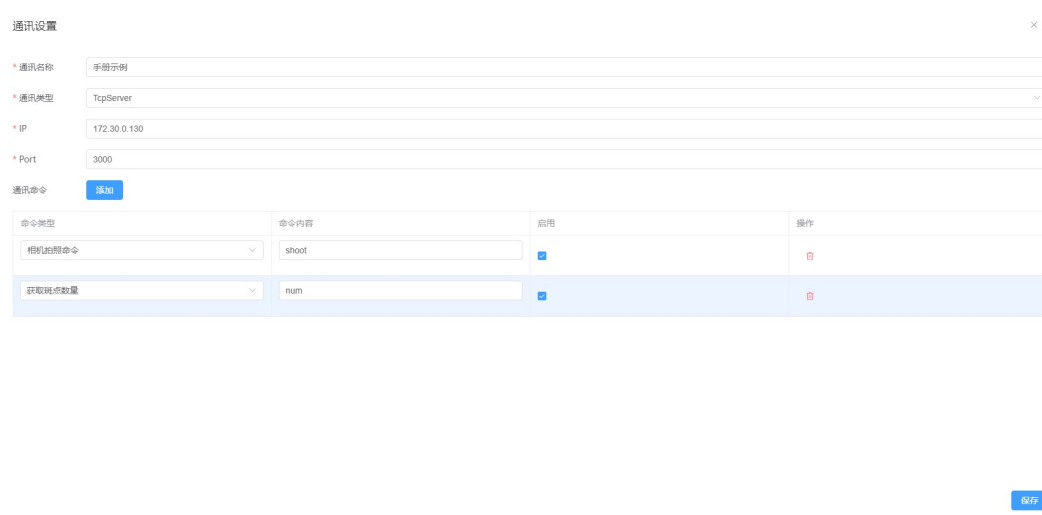 通讯设置
* 通讯名称 手册示例
* 通讯类型 TcpServer
* IP 172.30.0.130
* Port 3000
通讯命令 添加
命令类型 命令内容 启用 操作
相机拍照命令 shoot
获取斑点数量 num
保存